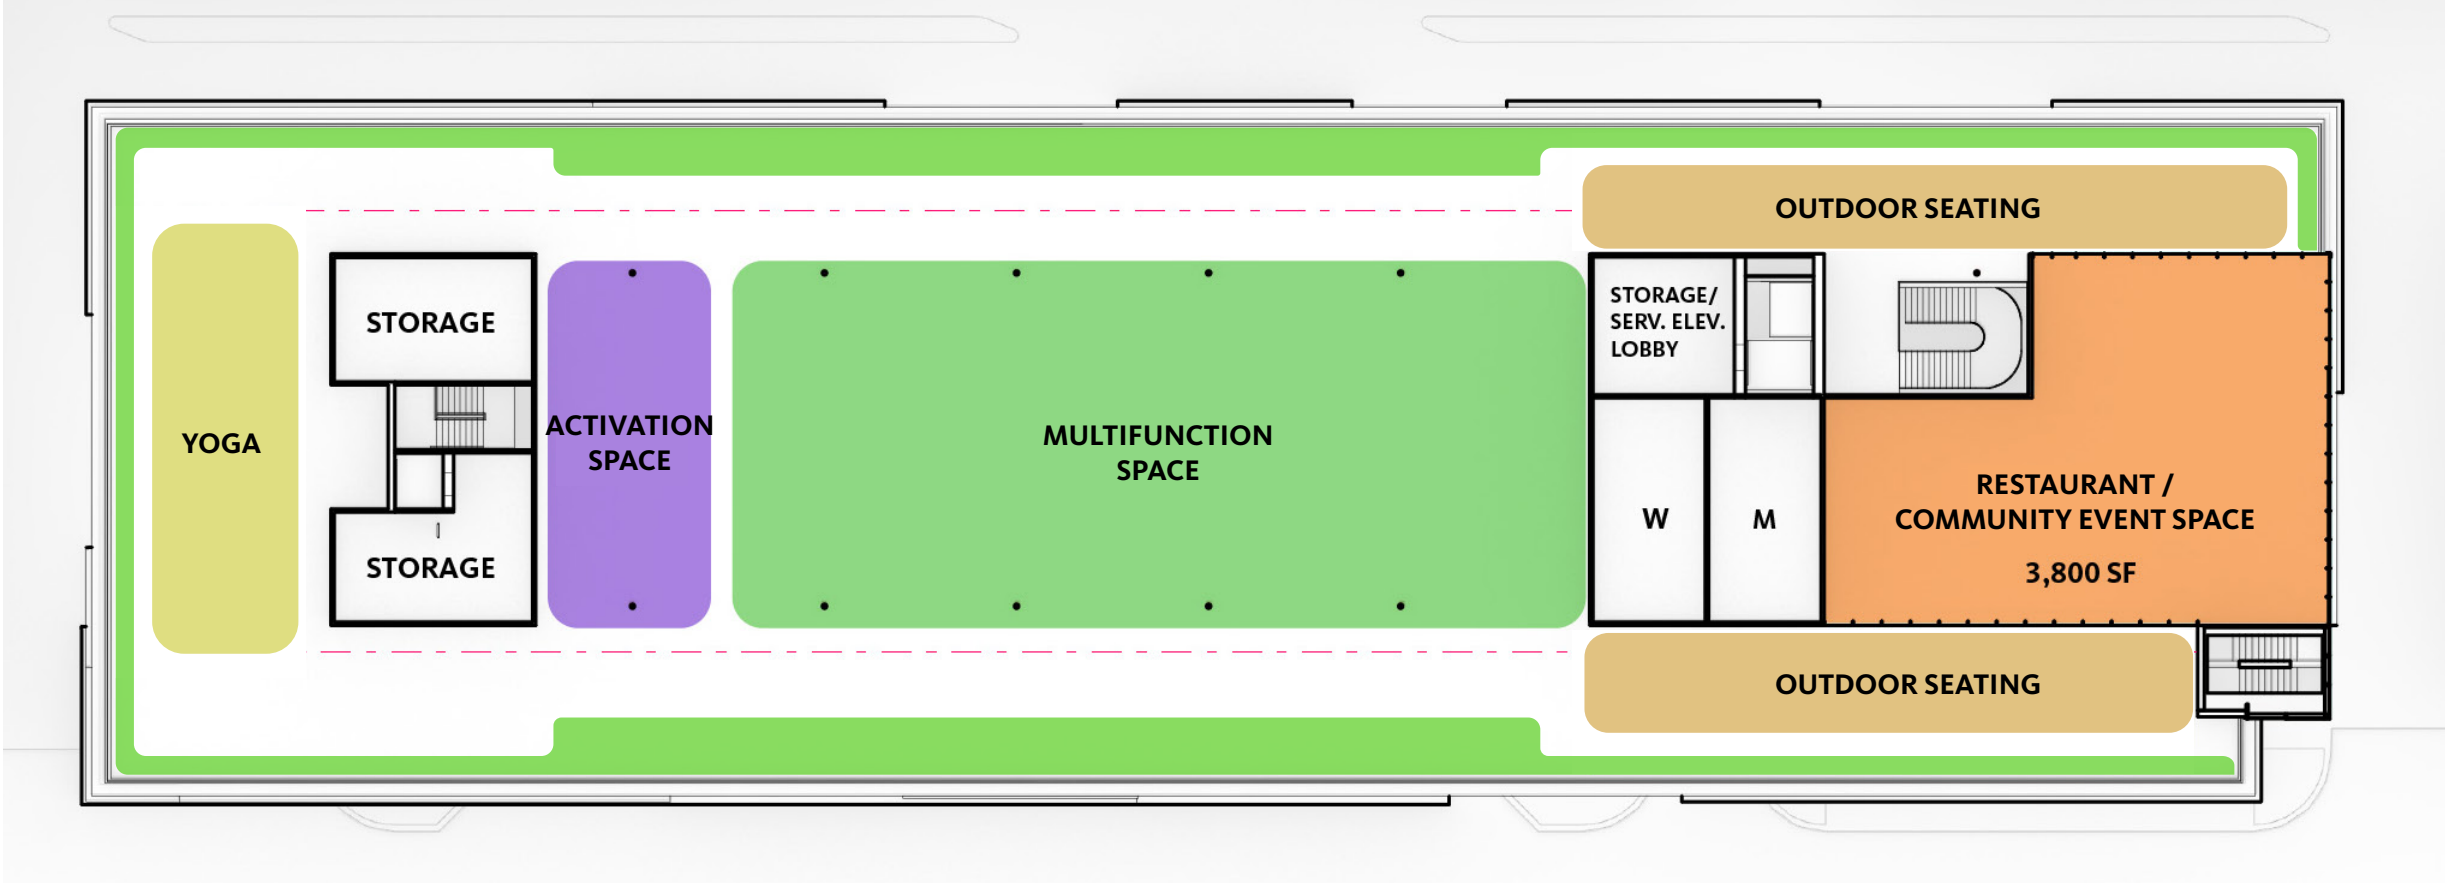 OUTDOOR SEATING
STORAGE
STORAGE/
SERV. ELEV.
LOBBY
YOGA
ACTIVATION
SPACE
MULTIFUNCTION
SPACE
W
M
RESTAURANT /
COMMUNITY EVENT SPACE
3,800 SF
STORAGE
OUTDOOR SEATING